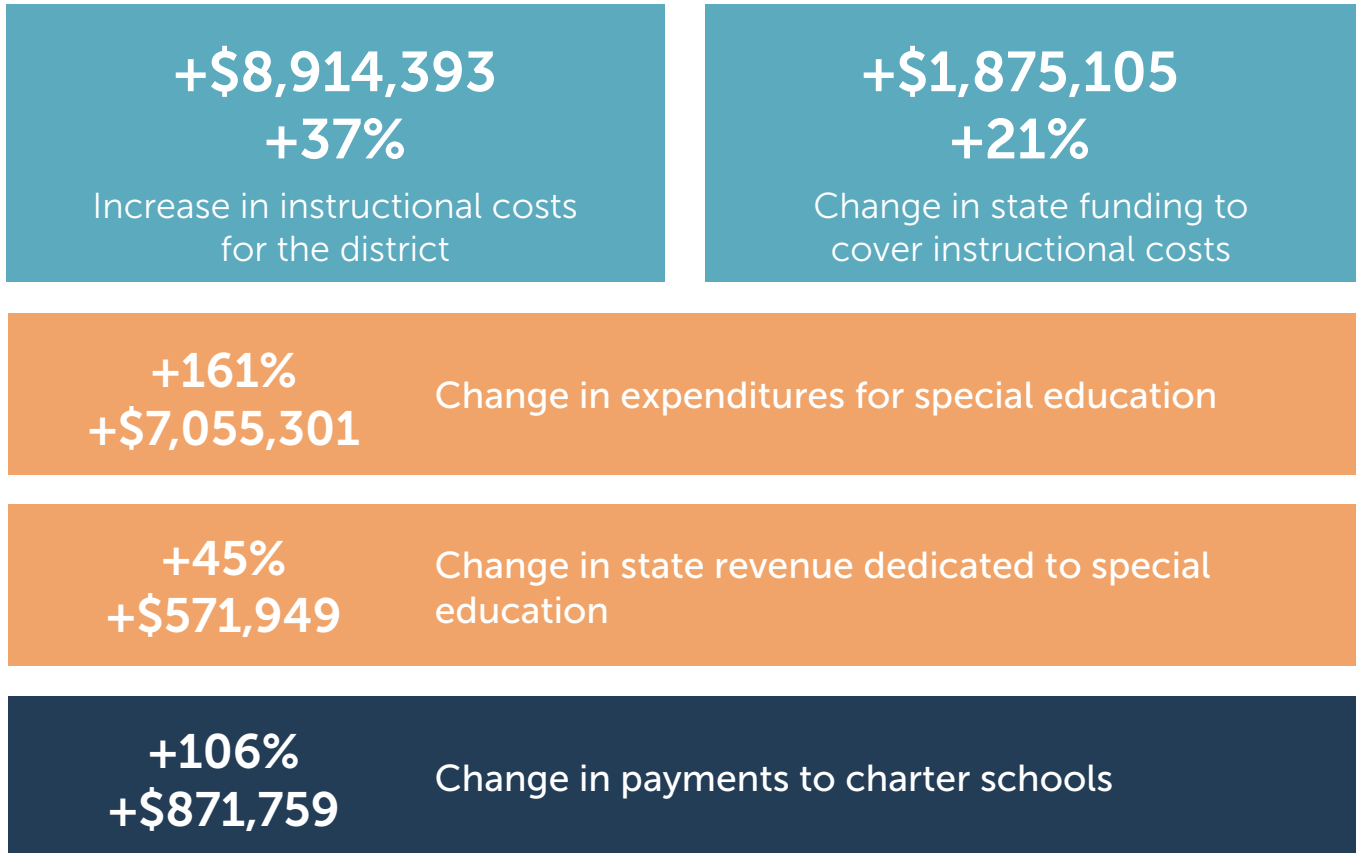 +$8,914,393
+37%
Increase in instructional costs
for the district
+$1,875,105
+21%
Change in state funding to
cover instructional costs
+161%
+$7,055,301
Change in expenditures for special education
+45%
+$571,949
Change in state revenue dedicated to special
education
+106%
+$871,759
Change in payments to charter schools